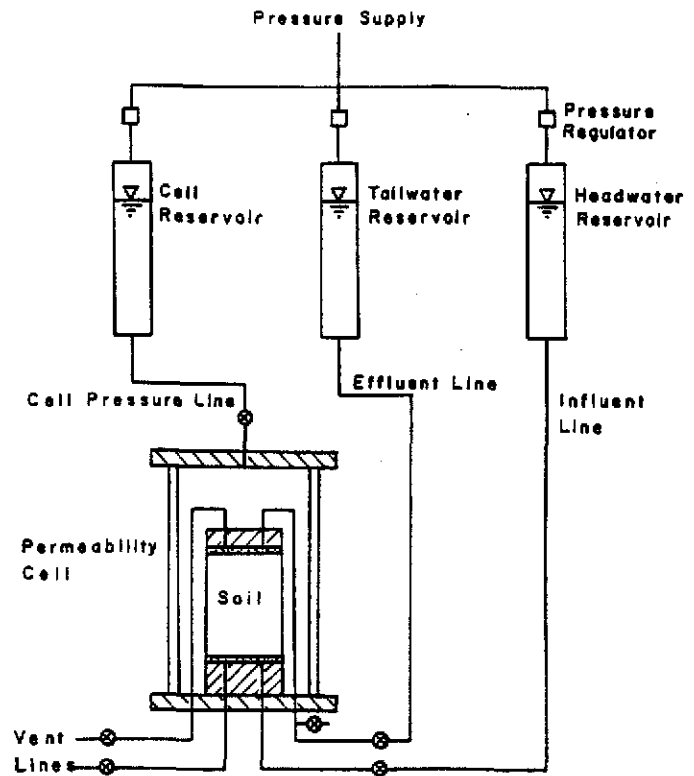 Pressure Supply
Pressure
Regulator
Cell
Reservoir
Tailwater
Reservoir
Headwater
Reservoir
Effluent Line
Cell Pressure Line
Influent
Line
Permeability
Cell
Soil
Vent
Lines